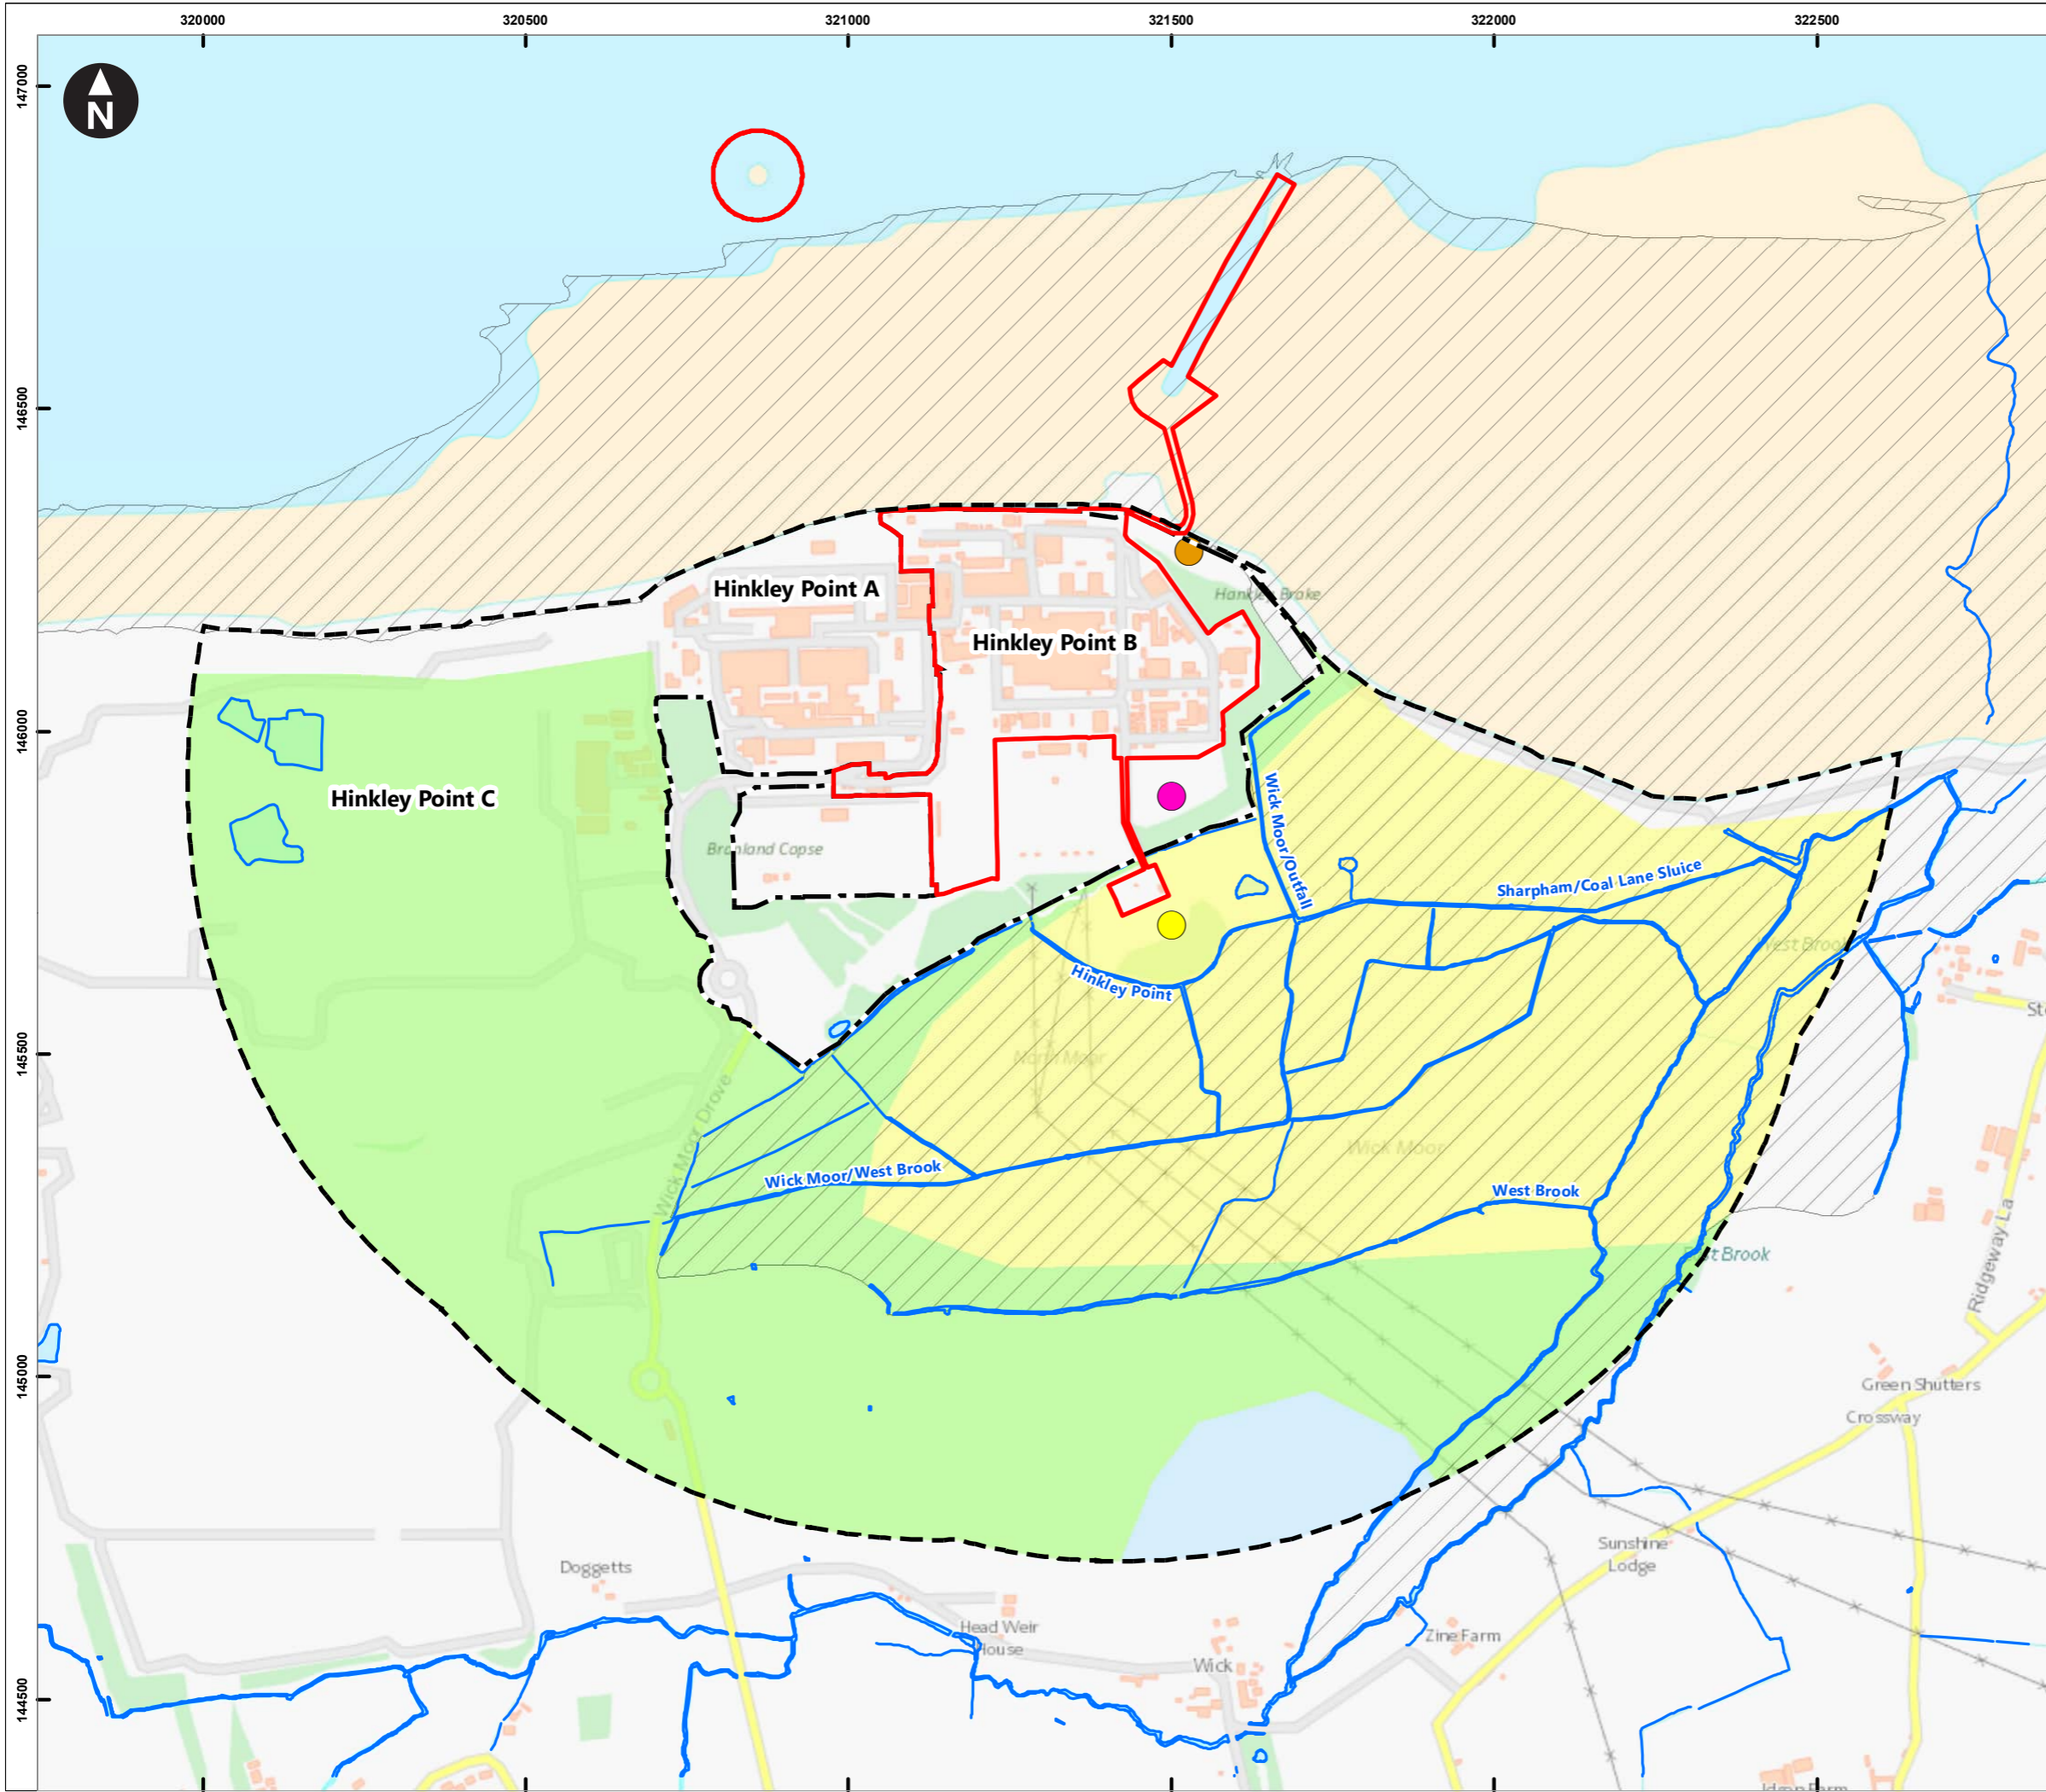 320000 320500 321000 321500 322000 322500
147000
N
146500
Hinkley Point A
Hinkley Point B
146000
Hinkley Point C
Wick Moor/Outfall
Sharpham/Coal Lane Sluice
Hinkley Point
145500
North Moor
Wick Moor Drove
Wick Moor
Wick Moor/West Brook
West Brook
Ridgeway La
145000
Green Shutters
Crossway
Doggetts
Sunshine
Lodge
Head Weir
House
Zine Farm
Wick
144500